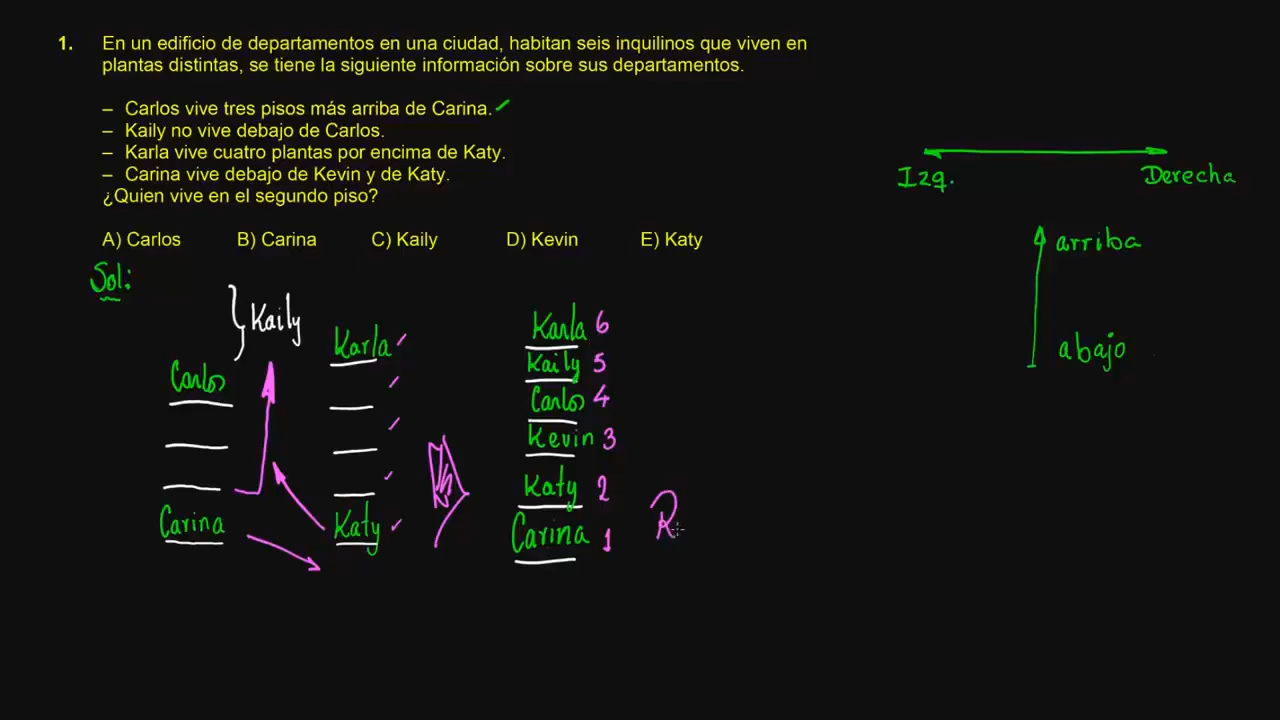 1. En un edificio de departamentos en una ciudad, habitan seis inquilinos que viven en
plantas distintas, se tiene la siguiente información sobre sus departamentos.
– Carlos vive tres pisos más arriba de Carina.
– Kaily no vive debajo de Carlos.
– Karla vive cuatro plantas por encima de Katy.
– Carina vive debajo de Kevin y de Katy.
¿Quien vive en el segundo piso?
A) Carlos B) Carina C) Kaily D) Kevin E) Katy
Izq. Derecha
arriba
abajo
Sol:
Kaily
Carlos
Carina
Karla
Katy
Karla 6
Kaily 5
Carlos 4
Kevin 3
Katy 2
Carina 1
R